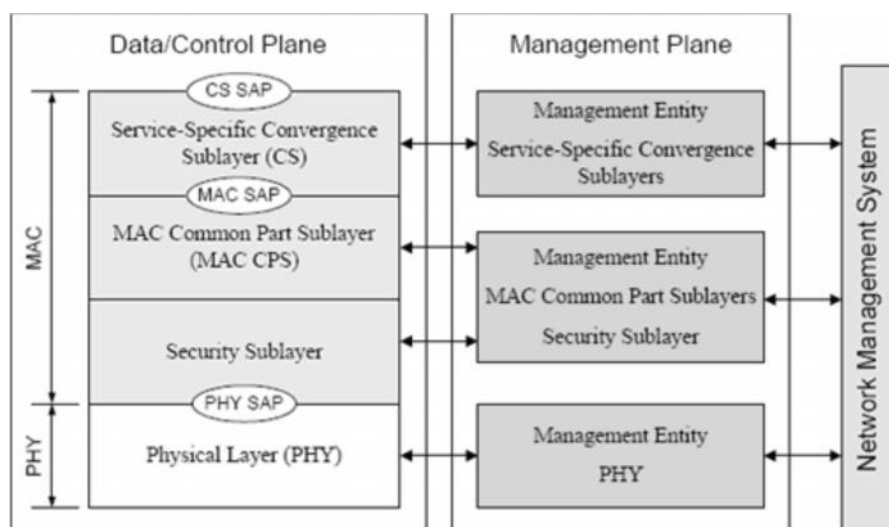 Data/Control Plane
Management Plane
CS SAP
Service-Specific Convergence
Sublayer (CS)
MAC SAP
MAC Common Part Sublayer
(MAC CPS)
Security Sublayer
PHY SAP
Physical Layer (PHY)
MAC
PHY
Management Entity
Service-Specific Convergence
Sublayers
Management Entity
MAC Common Part Sublayers
Security Sublayer
Management Entity
PHY
Network Management System